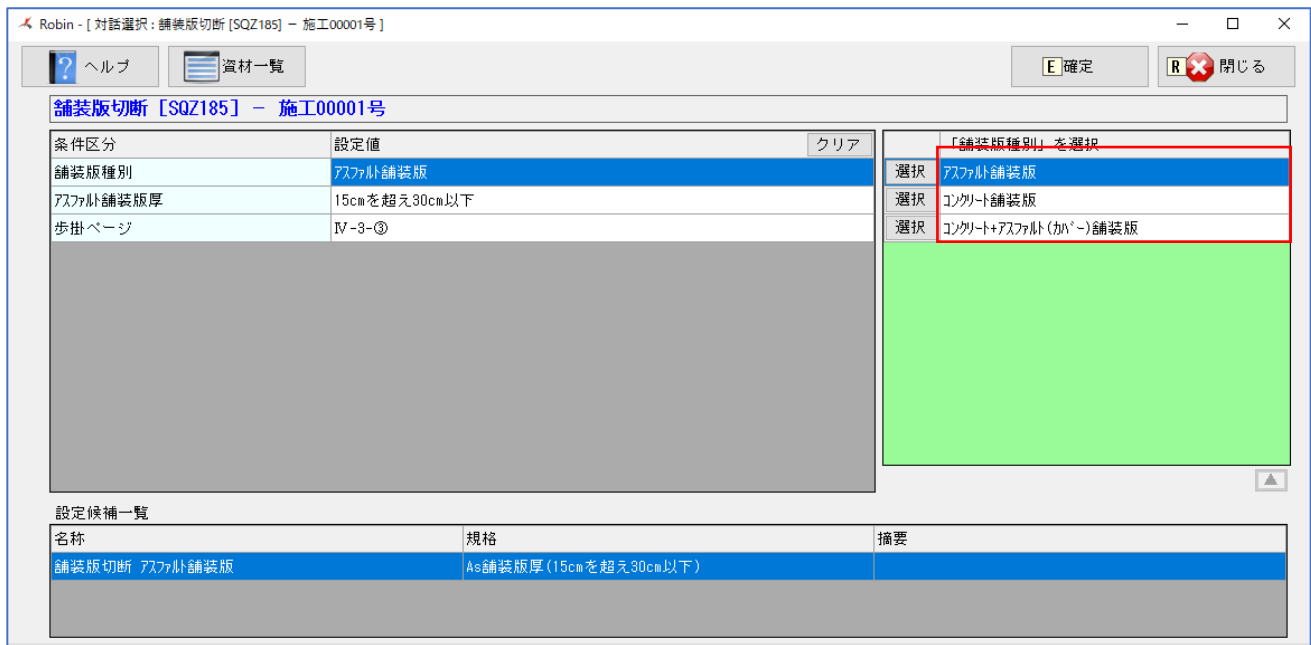 Robin - [ 対話選択 : 舗装版切断 [SQZ185] － 施工00001号 ]
ヘルプ 資材一覧 E 確定 R 閉じる
舗装版切断 [SQZ185] － 施工00001号
条件区分 設定値 クリア 「舗装版種別」を選択
舗装版種別 ｱｽﾌｧﾙﾄ舗装版 選択 ｱｽﾌｧﾙﾄ舗装版
ｱｽﾌｧﾙﾄ舗装版厚 15cmを超え30cm以下 選択 ｺﾝｸﾘｰﾄ舗装版
歩掛ページ Ⅳ-3-③ 選択 ｺﾝｸﾘｰﾄ+ｱｽﾌｧﾙﾄ(ｶﾊﾞｰ)舗装版
設定候補一覧
名称 規格 摘要
舗装版切断 ｱｽﾌｧﾙﾄ舗装版 As舗装版厚(15cmを超え30cm以下)